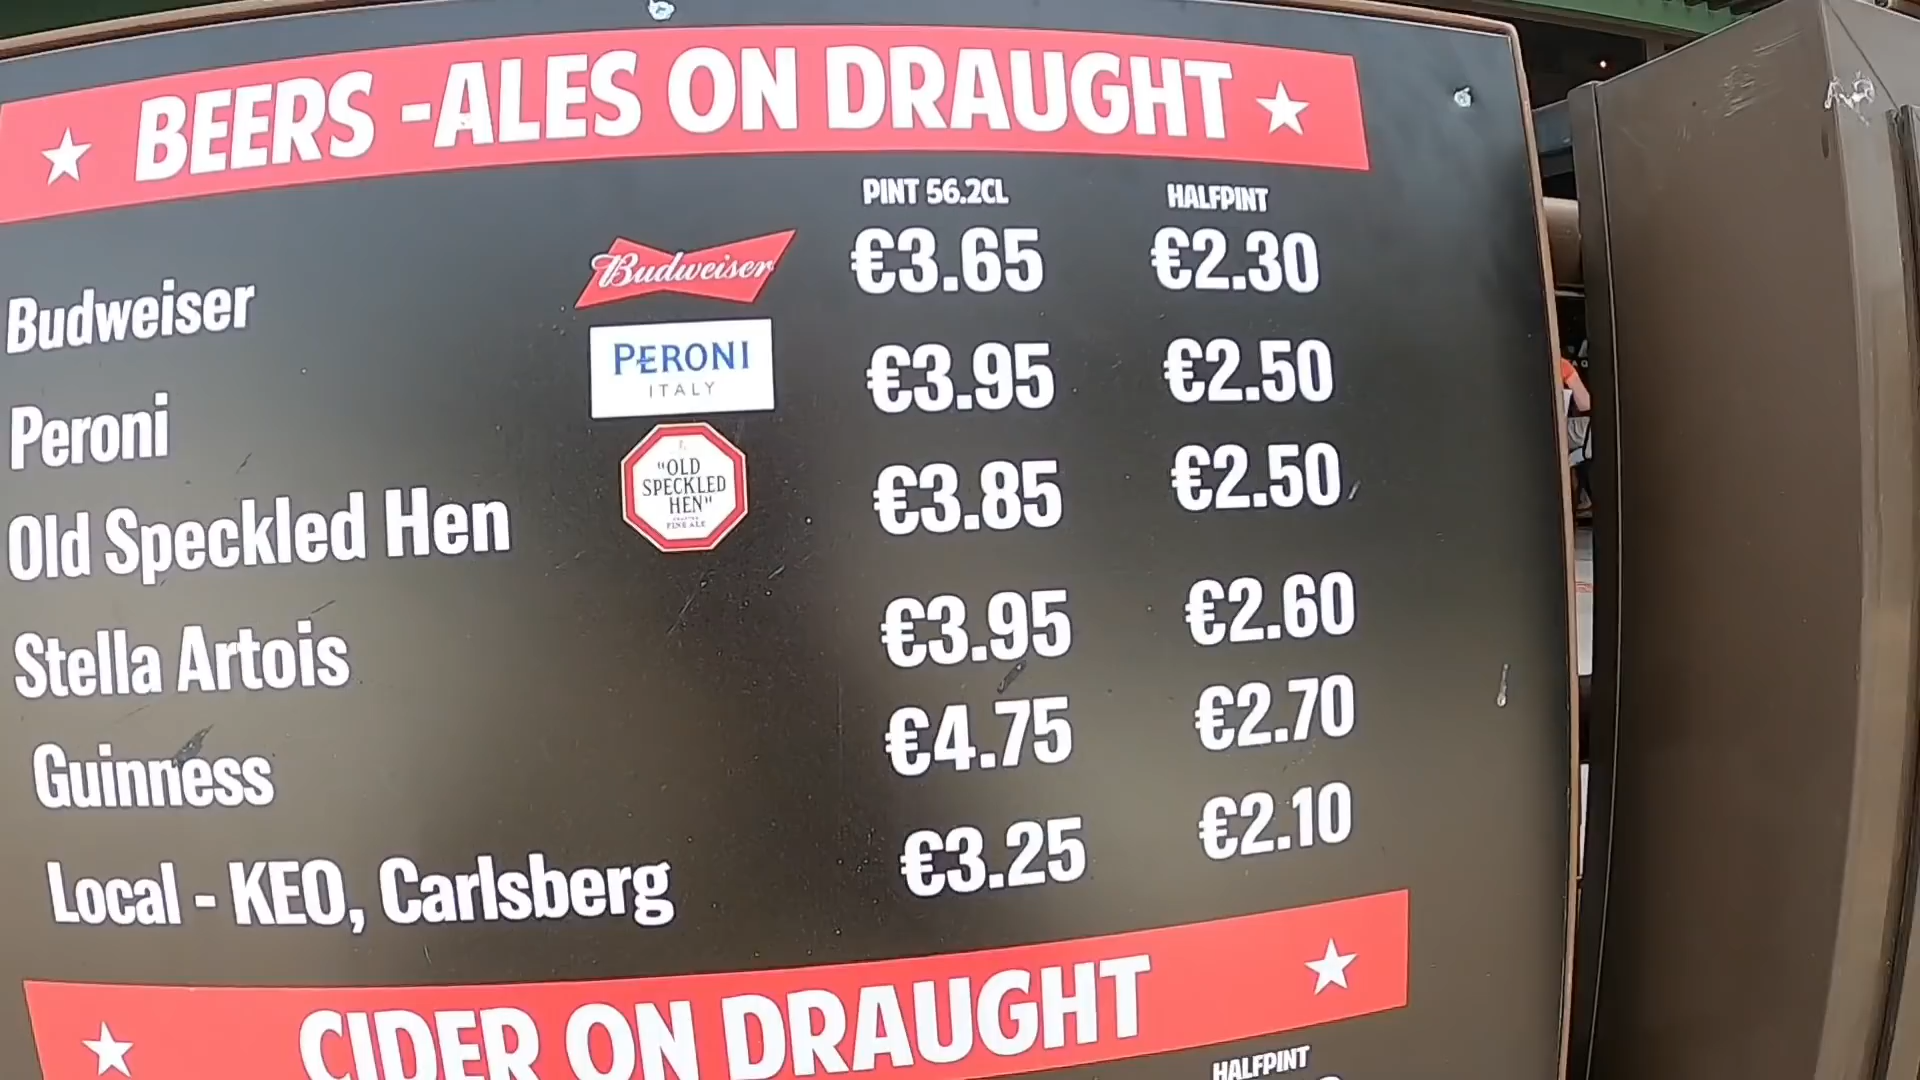 BEERS -ALES ON DRAUGHT
PINT 56.2CL HALFPINT
Budweiser Budweiser €3.65 €2.30
Peroni PERONI ITALY €3.95 €2.50
Old Speckled Hen "OLD SPECKLED HEN" FINE ALE €3.85 €2.50
Stella Artois €3.95 €2.60
Guinness €4.75 €2.70
Local - KEO, Carlsberg €3.25 €2.10
CIDER ON DRAUGHT
HALFPINT